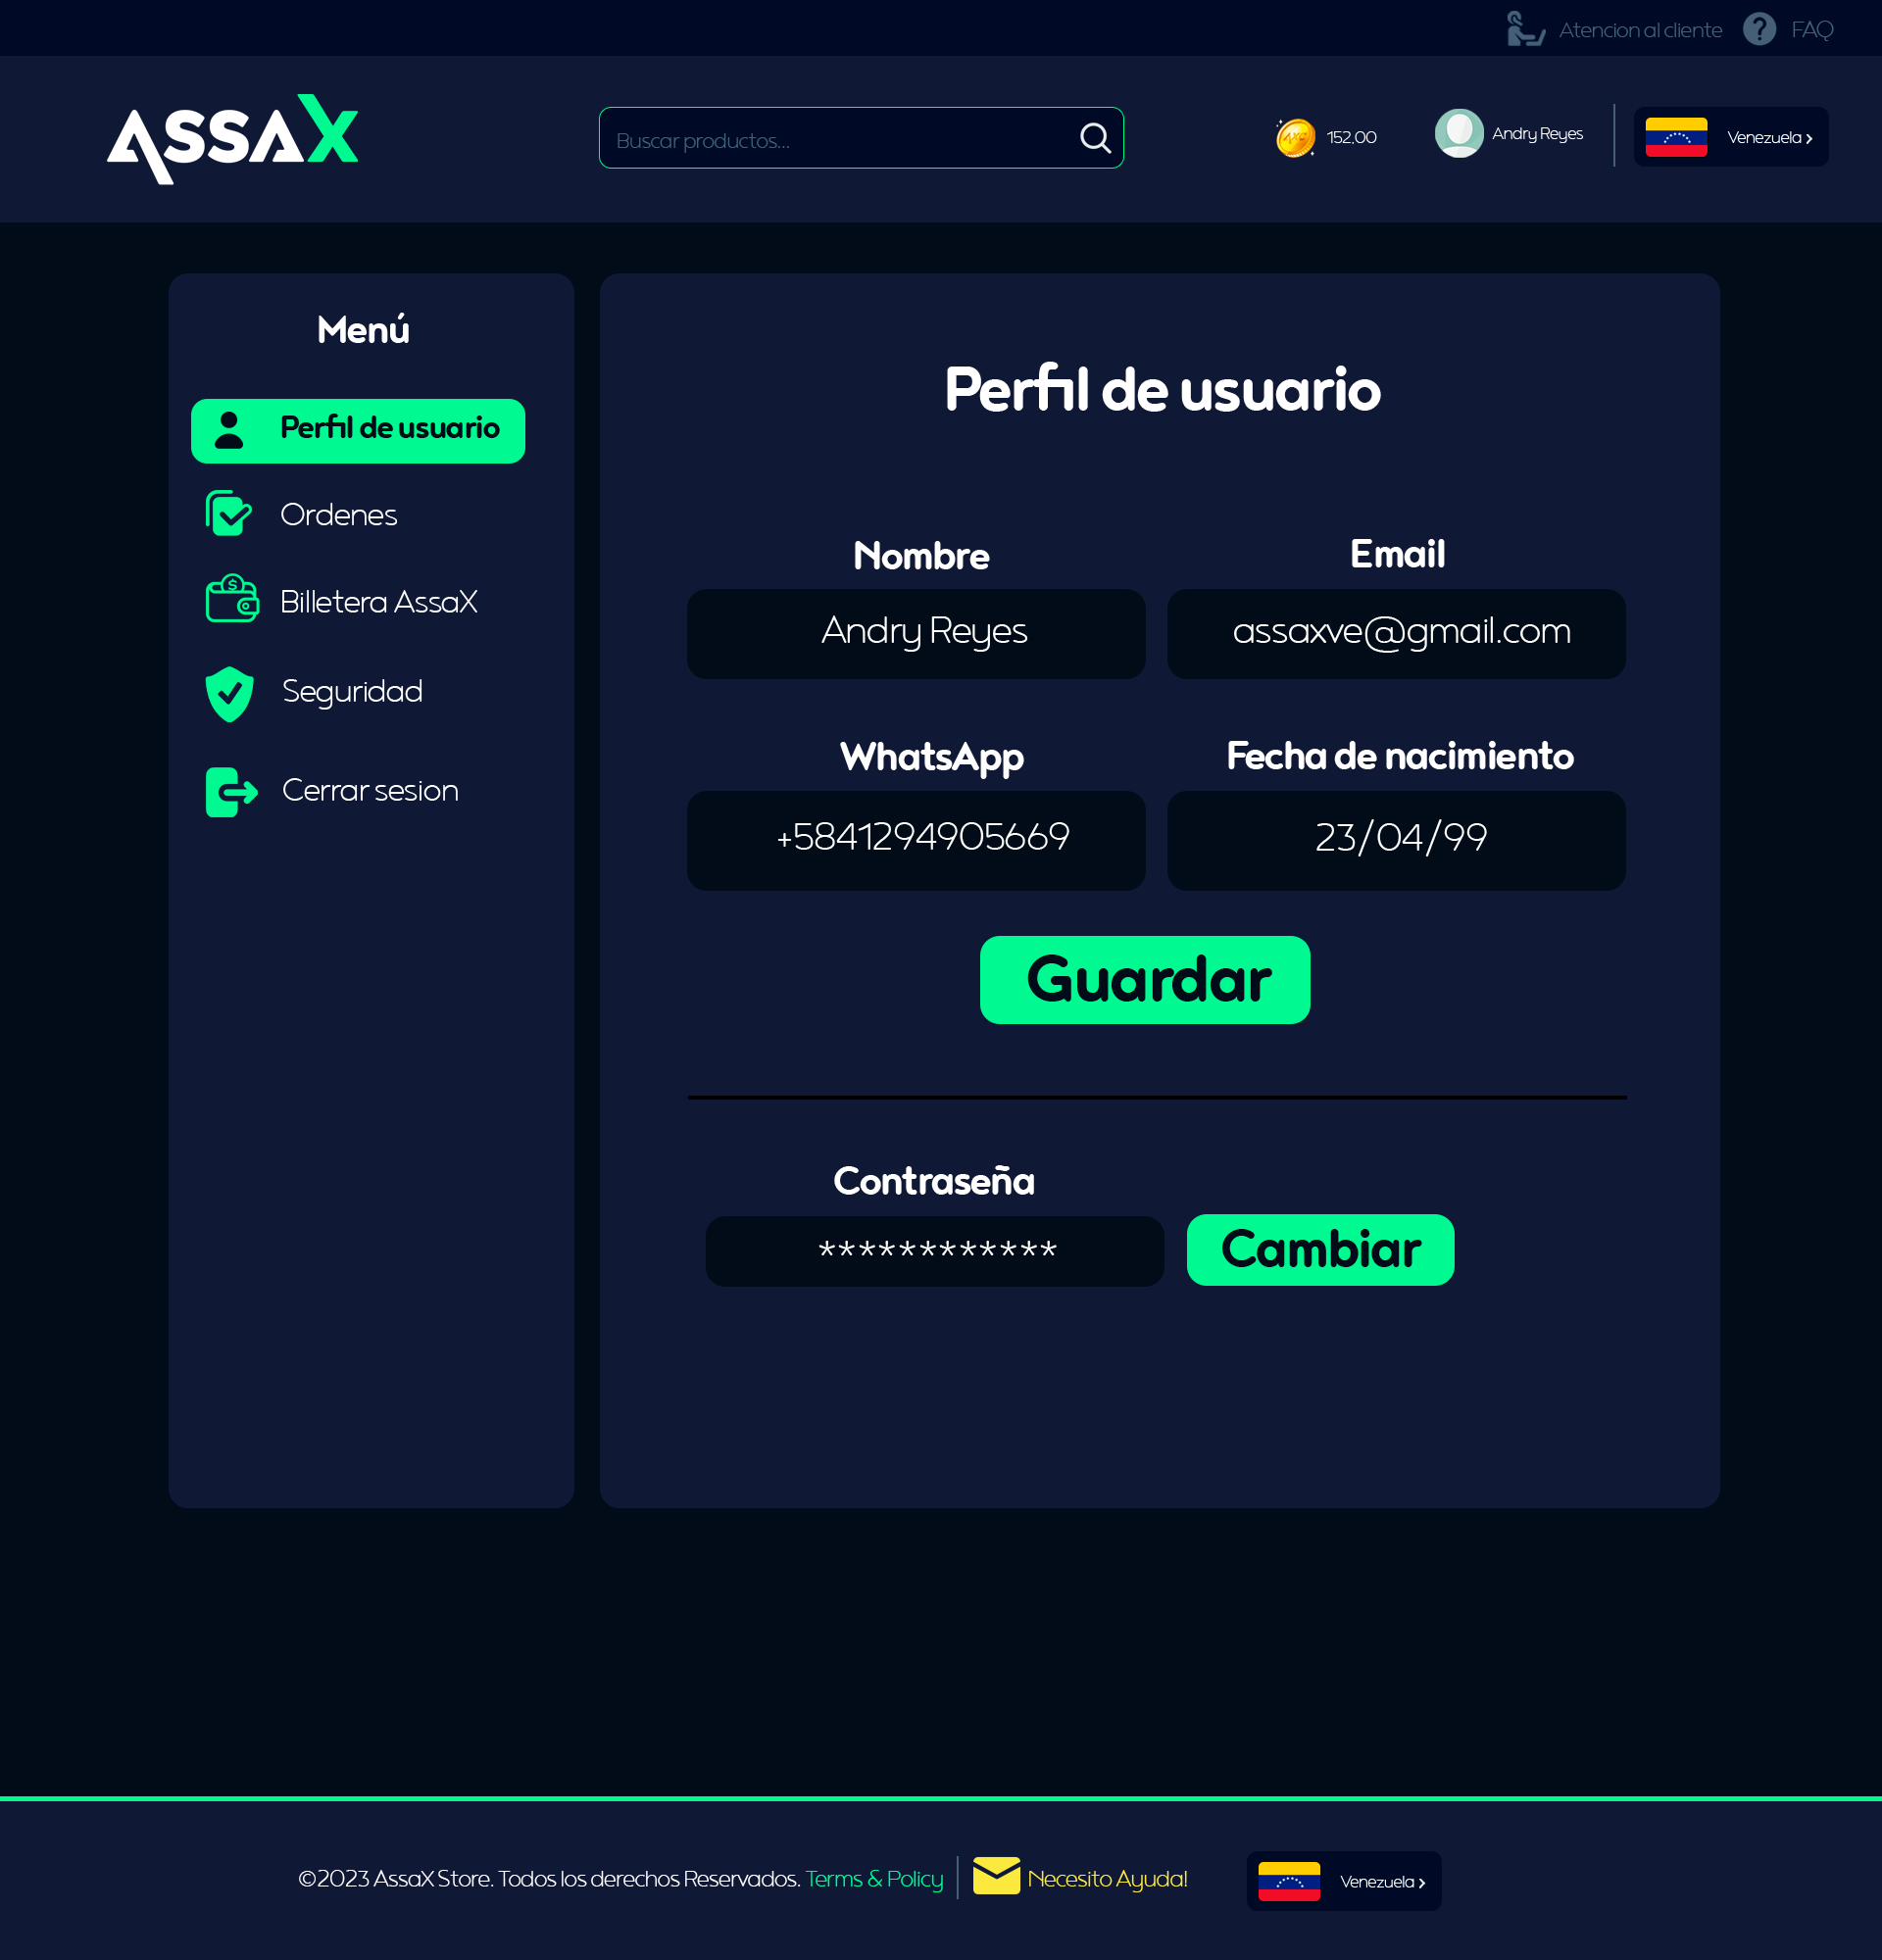 Atencion al cliente FAQ
ASSAX
Buscar productos... 152,00 Andry Reyes Venezuela
Menú
Perfil de usuario
Ordenes
Billetera AssaX
Seguridad
Cerrar sesion
Perfil de usuario
Nombre Email
Andry Reyes assaxve@gmail.com
WhatsApp Fecha de nacimiento
+5841294905669 23/04/99
Guardar
Contraseña
************ Cambiar
©2023 AssaX Store. Todos los derechos Reservados. Terms & Policy Necesito Ayuda! Venezuela